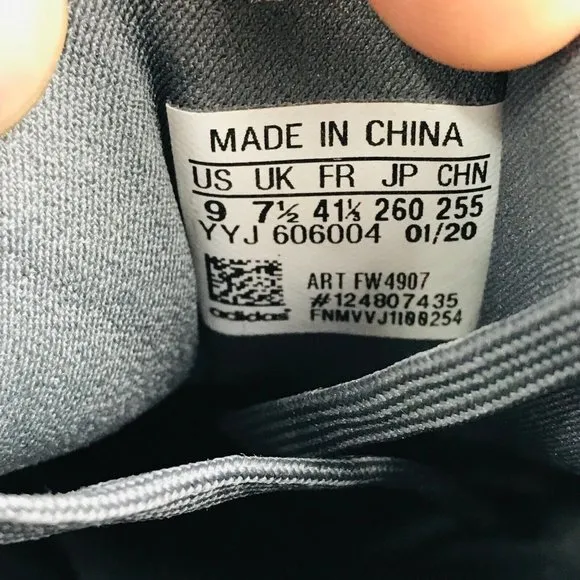 MADE IN CHINA
US UK FR JP CHN
9 7½ 41⅓ 260 255
YYJ 606004 01/20
ART FW4907
#124807435
adidas FNMVVJ1I00254